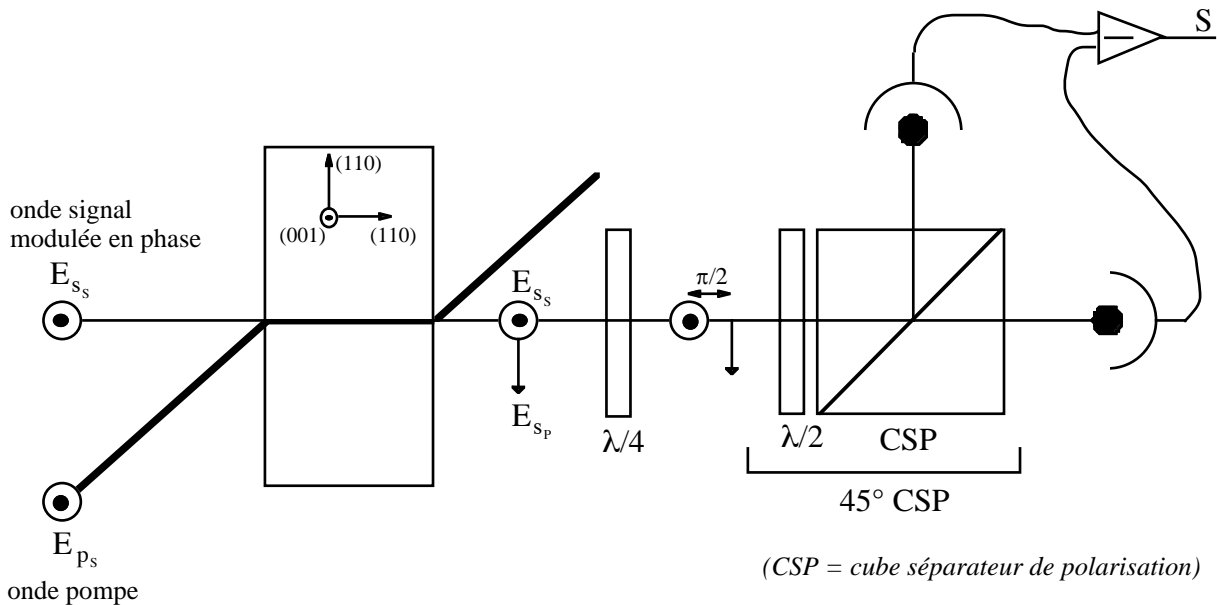 S
(110)
(001)
(110)
onde signal
modulée en phase
E_{s_S}
E_{s_S}
π/2
E_{s_P}
λ/4
λ/2
CSP
45° CSP
E_{p_S}
onde pompe
(CSP = cube séparateur de polarisation)